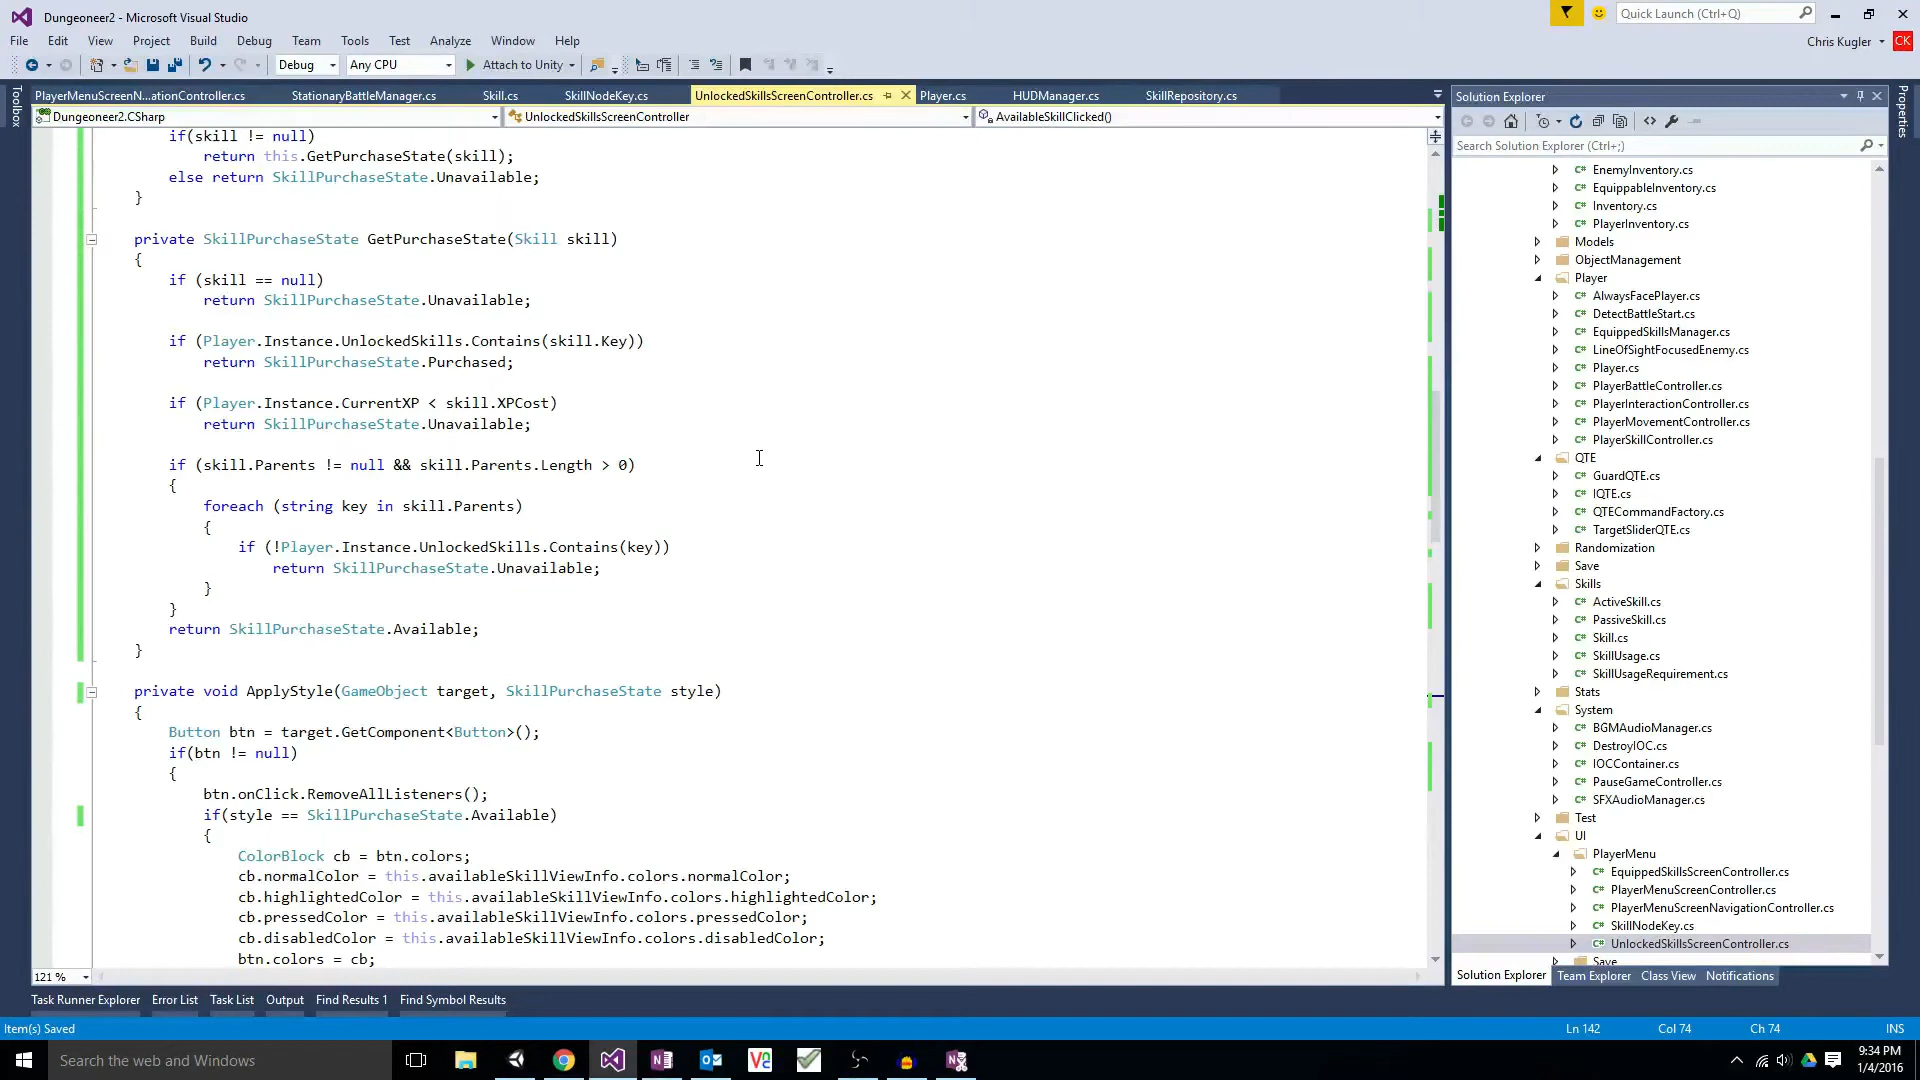 Dungeoneer2 - Microsoft Visual Studio
Quick Launch (Ctrl+Q)
File Edit View Project Build Debug Team Tools Test Analyze Window Help
Chris Kugler CK
Debug Any CPU Attach to Unity
Toolbox
PlayerMenuScreenN...ationController.cs StationaryBattleManager.cs Skill.cs SkillNodeKey.cs UnlockedSkillsScreenController.cs Player.cs HUDManager.cs SkillRepository.cs
Dungeoneer2.CSharp UnlockedSkillsScreenController AvailableSkillClicked()
if(skill != null)
return this.GetPurchaseState(skill);
else return SkillPurchaseState.Unavailable;
}
private SkillPurchaseState GetPurchaseState(Skill skill)
{
if (skill == null)
return SkillPurchaseState.Unavailable;
if (Player.Instance.UnlockedSkills.Contains(skill.Key))
return SkillPurchaseState.Purchased;
if (Player.Instance.CurrentXP < skill.XPCost)
return SkillPurchaseState.Unavailable;
if (skill.Parents != null && skill.Parents.Length > 0)
{
foreach (string key in skill.Parents)
{
if (!Player.Instance.UnlockedSkills.Contains(key))
return SkillPurchaseState.Unavailable;
}
}
return SkillPurchaseState.Available;
}
private void ApplyStyle(GameObject target, SkillPurchaseState style)
{
Button btn = target.GetComponent<Button>();
if(btn != null)
{
btn.onClick.RemoveAllListeners();
if(style == SkillPurchaseState.Available)
{
ColorBlock cb = btn.colors;
cb.normalColor = this.availableSkillViewInfo.colors.normalColor;
cb.highlightedColor = this.availableSkillViewInfo.colors.highlightedColor;
cb.pressedColor = this.availableSkillViewInfo.colors.pressedColor;
cb.disabledColor = this.availableSkillViewInfo.colors.disabledColor;
btn.colors = cb;
121 %
Solution Explorer
Properties
Search Solution Explorer (Ctrl+;)
C# EnemyInventory.cs
C# EquippableInventory.cs
C# Inventory.cs
C# PlayerInventory.cs
Models
ObjectManagement
Player
C# AlwaysFacePlayer.cs
C# DetectBattleStart.cs
C# EquippedSkillsManager.cs
C# LineOfSightFocusedEnemy.cs
C# Player.cs
C# PlayerBattleController.cs
C# PlayerInteractionController.cs
C# PlayerMovementController.cs
C# PlayerSkillController.cs
QTE
C# GuardQTE.cs
C# IQTE.cs
C# QTECommandFactory.cs
C# TargetSliderQTE.cs
Randomization
Save
Skills
C# ActiveSkill.cs
C# PassiveSkill.cs
C# Skill.cs
C# SkillUsage.cs
C# SkillUsageRequirement.cs
Stats
System
C# BGMAudioManager.cs
C# DestroyIOC.cs
C# IOCContainer.cs
C# PauseGameController.cs
C# SFXAudioManager.cs
Test
UI
PlayerMenu
C# EquippedSkillsScreenController.cs
C# PlayerMenuScreenController.cs
C# PlayerMenuScreenNavigationController.cs
C# SkillNodeKey.cs
C# UnlockedSkillsScreenController.cs
Save
Solution Explorer Team Explorer Class View Notifications
Task Runner Explorer Error List Task List Output Find Results 1 Find Symbol Results
Item(s) Saved Ln 142 Col 74 Ch 74 INS
Search the web and Windows
9:34 PM
1/4/2016